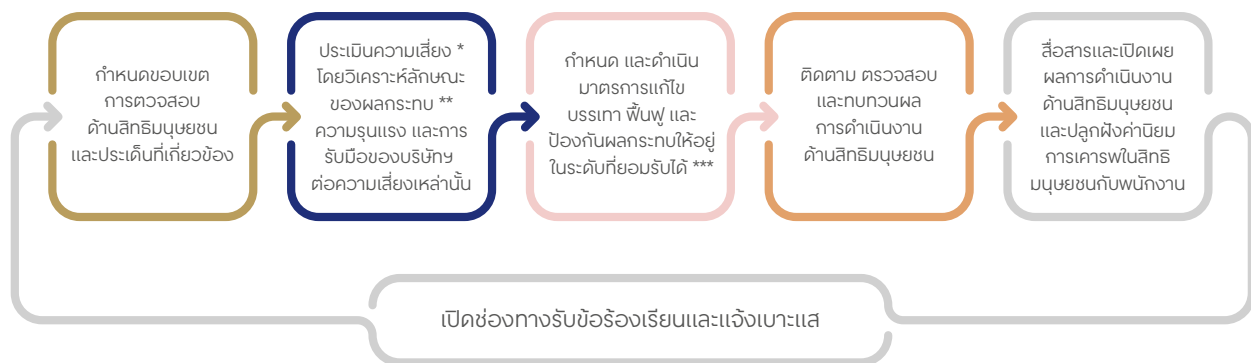 กำหนดขอบเขต
การตวจสอบ
ด้านสิทธิมนุษยชน
และประเด็นที่เกี่ยวข้อง
ประเมินความเสี่ยง *
โดยวิเคราะห์ลักษณะ
ของผลกระทบ **
ความรุนแรง และการ
รับมือของบริษัทฯ
ต่อความเสี่ยงเหล่านั้น
กำหนด และดำเนิน
มาตรการแก้ไข
บรรเทา ฟื้นฟู และ
ป้องกันผลกระทบให้อยู่
ในระดับที่ยอมรับได้ ***
ติดตาม ตรวจสอบ
และทบทวนผล
การดำเนินงาน
ด้านสิทธิมนุษยชน
สื่อสารและเปิดเผย
ผลการดำเนินงาน
ด้านสิทธิมนุษยชน
และปลูกฝังค่านิยม
การเคารพในสิทธิ
มนุษยชนกับพนักงาน
เปิดช่องทางรับข้อร้องเรียนและแจ้งเบาะแส